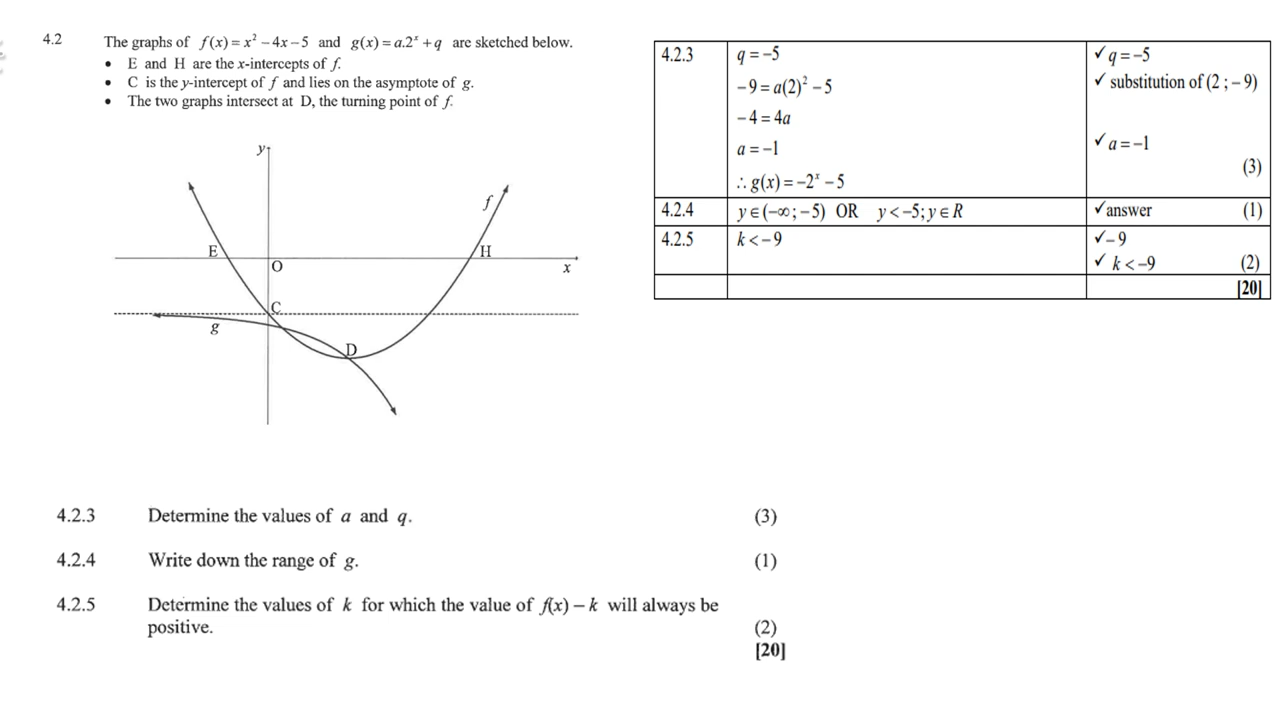 4.2 The graphs of f(x) = x² – 4x – 5 and g(x) = a.2ˣ + q are sketched below.
• E and H are the x-intercepts of f.
• C is the y-intercept of f and lies on the asymptote of g.
• The two graphs intersect at D, the turning point of f.
y
f
E
H
O
x
C
g
D
4.2.3 q = –5 ✓ q = –5
–9 = a(2)² – 5 ✓ substitution of (2 ; – 9)
–4 = 4a
a = –1 ✓ a = –1
(3)
∴ g(x) = –2ˣ – 5
4.2.4 y ∈ (–∞; –5) OR y < –5; y ∈ R ✓ answer (1)
4.2.5 k < –9 ✓ – 9
✓ k < –9 (2)
[20]
4.2.3 Determine the values of a and q. (3)
4.2.4 Write down the range of g. (1)
4.2.5 Determine the values of k for which the value of f(x) – k will always be
positive. (2)
[20]